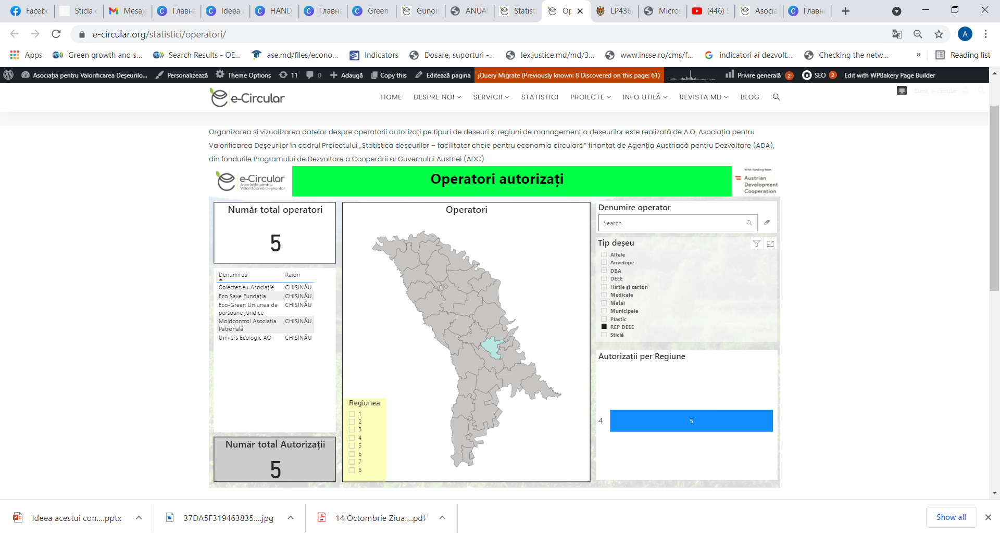 Facebo
Sticla c
Mesaje
Главна
Ideea a
HAND
Главна
Green
Gunoi
ANUAR
Statisti
Op
LP436/
Micros
(446) S
Asocia
Главна
e-circular.org/statistici/operatori/
A
Apps
Green growth and s...
Search Results - OE...
ase.md/files/econo...
Indicators
Dosare, suporturi -...
lex.justice.md/md/3...
www.insse.ro/cms/f...
indicatori ai dezvolt...
Checking the netw...
»
Reading list
Asociația pentru Valorificarea Deșeurilo...
Personalizează
Theme Options
11
0
Adaugă
Copy this
Editează pagina
jQuery Migrate (Previously known: 8 Discovered on this page: 61)
Privire generală 2
SEO 2
Edit with WPBakery Page Builder
Bună, e-circular
e-Circular
HOME
DESPRE NOI
SERVICII
STATISTICI
PROIECTE
INFO UTILĂ
REVISTA MD
BLOG
Organizarea și vizualizarea datelor despre operatorii autorizați pe tipuri de deșeuri și regiuni de management a deșeurilor este realizată de A.O. Asociația pentru
Valorificarea Deșeurilor în cadrul Proiectului „Statistica deșeurilor – facilitator cheie pentru economia circulară” finanțat de Agenția Austriacă pentru Dezvoltare (ADA),
din fondurile Programului de Dezvoltare a Cooperării al Guvernului Austriei (ADC)
e-Circular
Asociația pentru
Valorificarea Deșeurilor
Operatori autorizați
With funding from
Austrian
Development
Cooperation
Număr total operatori
5
Denumirea Raion
Colectez.eu Asociație CHIȘINĂU
Eco Save Fundația CHIȘINĂU
Eco-Green Uniunea de CHIȘINĂU
persoane juridice
Moldcontrol Asociația CHIȘINĂU
Patronală
Univers Ecologic AO CHIȘINĂU
Număr total Autorizații
5
Operatori
Regiunea
1
2
3
4
5
6
7
8
Denumire operator
Search
Tip deșeu
Altele
Anvelope
DBA
DEEE
Hîrtie și carton
Medicale
Metal
Municipale
Plastic
REP DEEE
Sticlă
Autorizații per Regiune
4 5
Ideea acestui con....pptx
37DA5F319463835....jpg
14 Octombrie Ziua....pdf
Show all